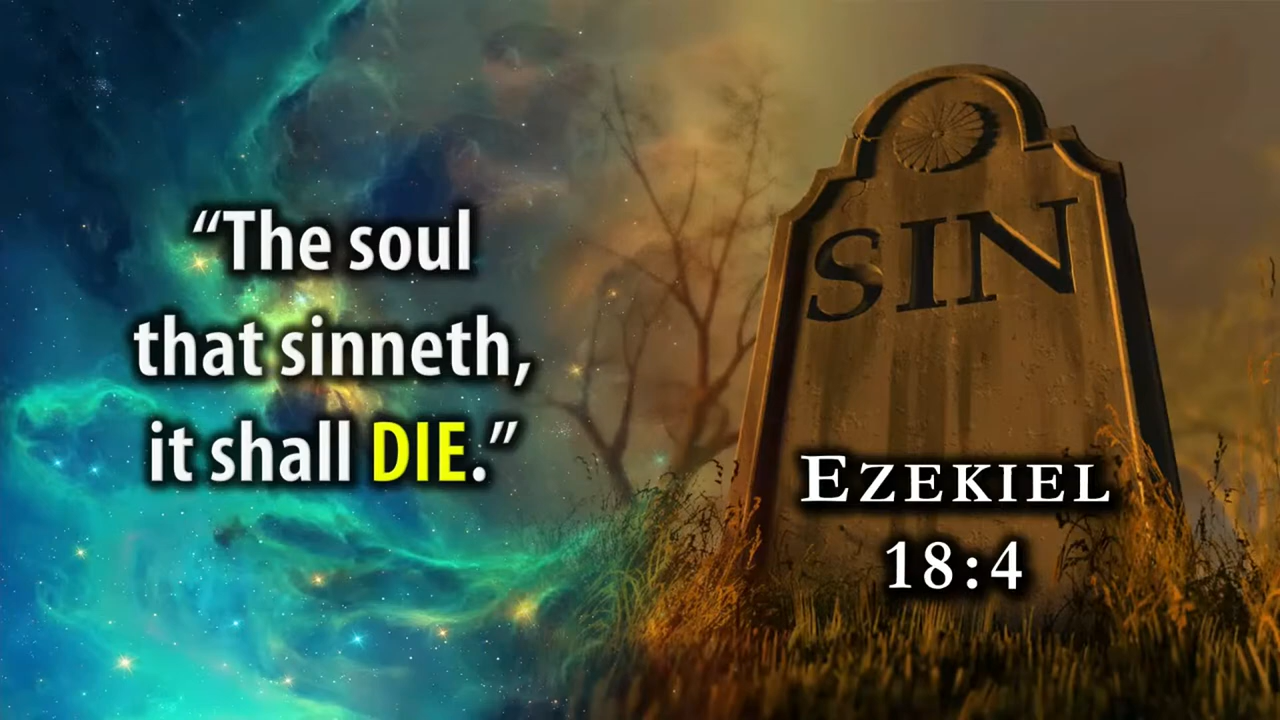 “The soul
that sinneth,
it shall DIE.”
SIN
EZEKIEL
18:4